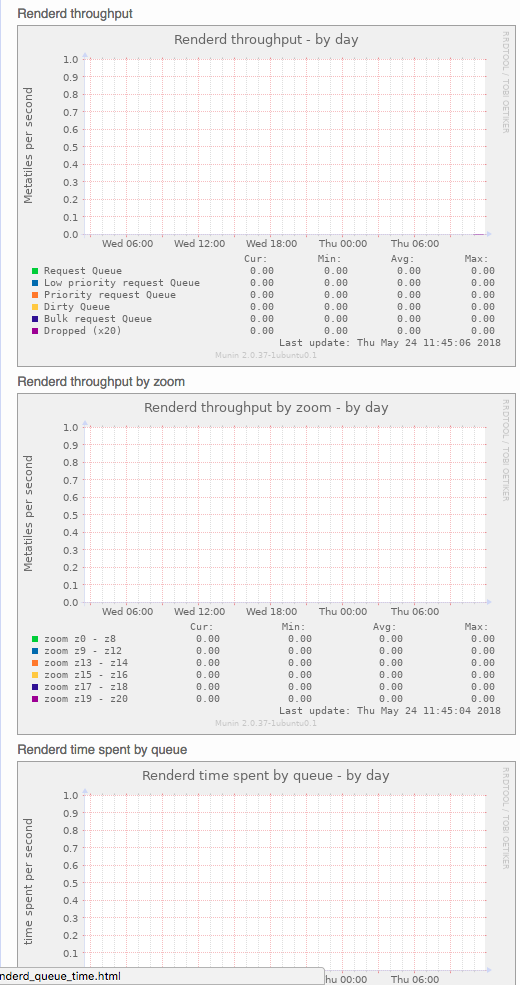 Renderd throughput
Renderd throughput - by day
RRDTOOL / TOBI OETIKER
Metatiles per second
1.0
0.9
0.8
0.7
0.6
0.5
0.4
0.3
0.2
0.1
0.0
Wed 06:00 Wed 12:00 Wed 18:00 Thu 00:00 Thu 06:00
Cur: Min: Avg: Max:
Request Queue 0.00 0.00 0.00 0.00
Low priority request Queue 0.00 0.00 0.00 0.00
Priority request Queue 0.00 0.00 0.00 0.00
Dirty Queue 0.00 0.00 0.00 0.00
Bulk request Queue 0.00 0.00 0.00 0.00
Dropped (x20) 0.00 0.00 0.00 0.00
Last update: Thu May 24 11:45:06 2018
Munin 2.0.37-1ubuntu0.1
Renderd throughput by zoom
Renderd throughput by zoom - by day
RRDTOOL / TOBI OETIKER
Metatiles per second
1.0
0.9
0.8
0.7
0.6
0.5
0.4
0.3
0.2
0.1
0.0
Wed 06:00 Wed 12:00 Wed 18:00 Thu 00:00 Thu 06:00
Cur: Min: Avg: Max:
zoom z0 - z8 0.00 0.00 0.00 0.00
zoom z9 - z12 0.00 0.00 0.00 0.00
zoom z13 - z14 0.00 0.00 0.00 0.00
zoom z15 - z16 0.00 0.00 0.00 0.00
zoom z17 - z18 0.00 0.00 0.00 0.00
zoom z19 - z20 0.00 0.00 0.00 0.00
Last update: Thu May 24 11:45:04 2018
Munin 2.0.37-1ubuntu0.1
Renderd time spent by queue
Renderd time spent by queue - by day
RRDTOOL / TOBI OETIKER
time spent per second
1.0
0.9
0.8
0.7
0.6
0.5
0.4
0.3
0.2
0.1
nderd_queue_time.html
hu 00:00 Thu 06:00